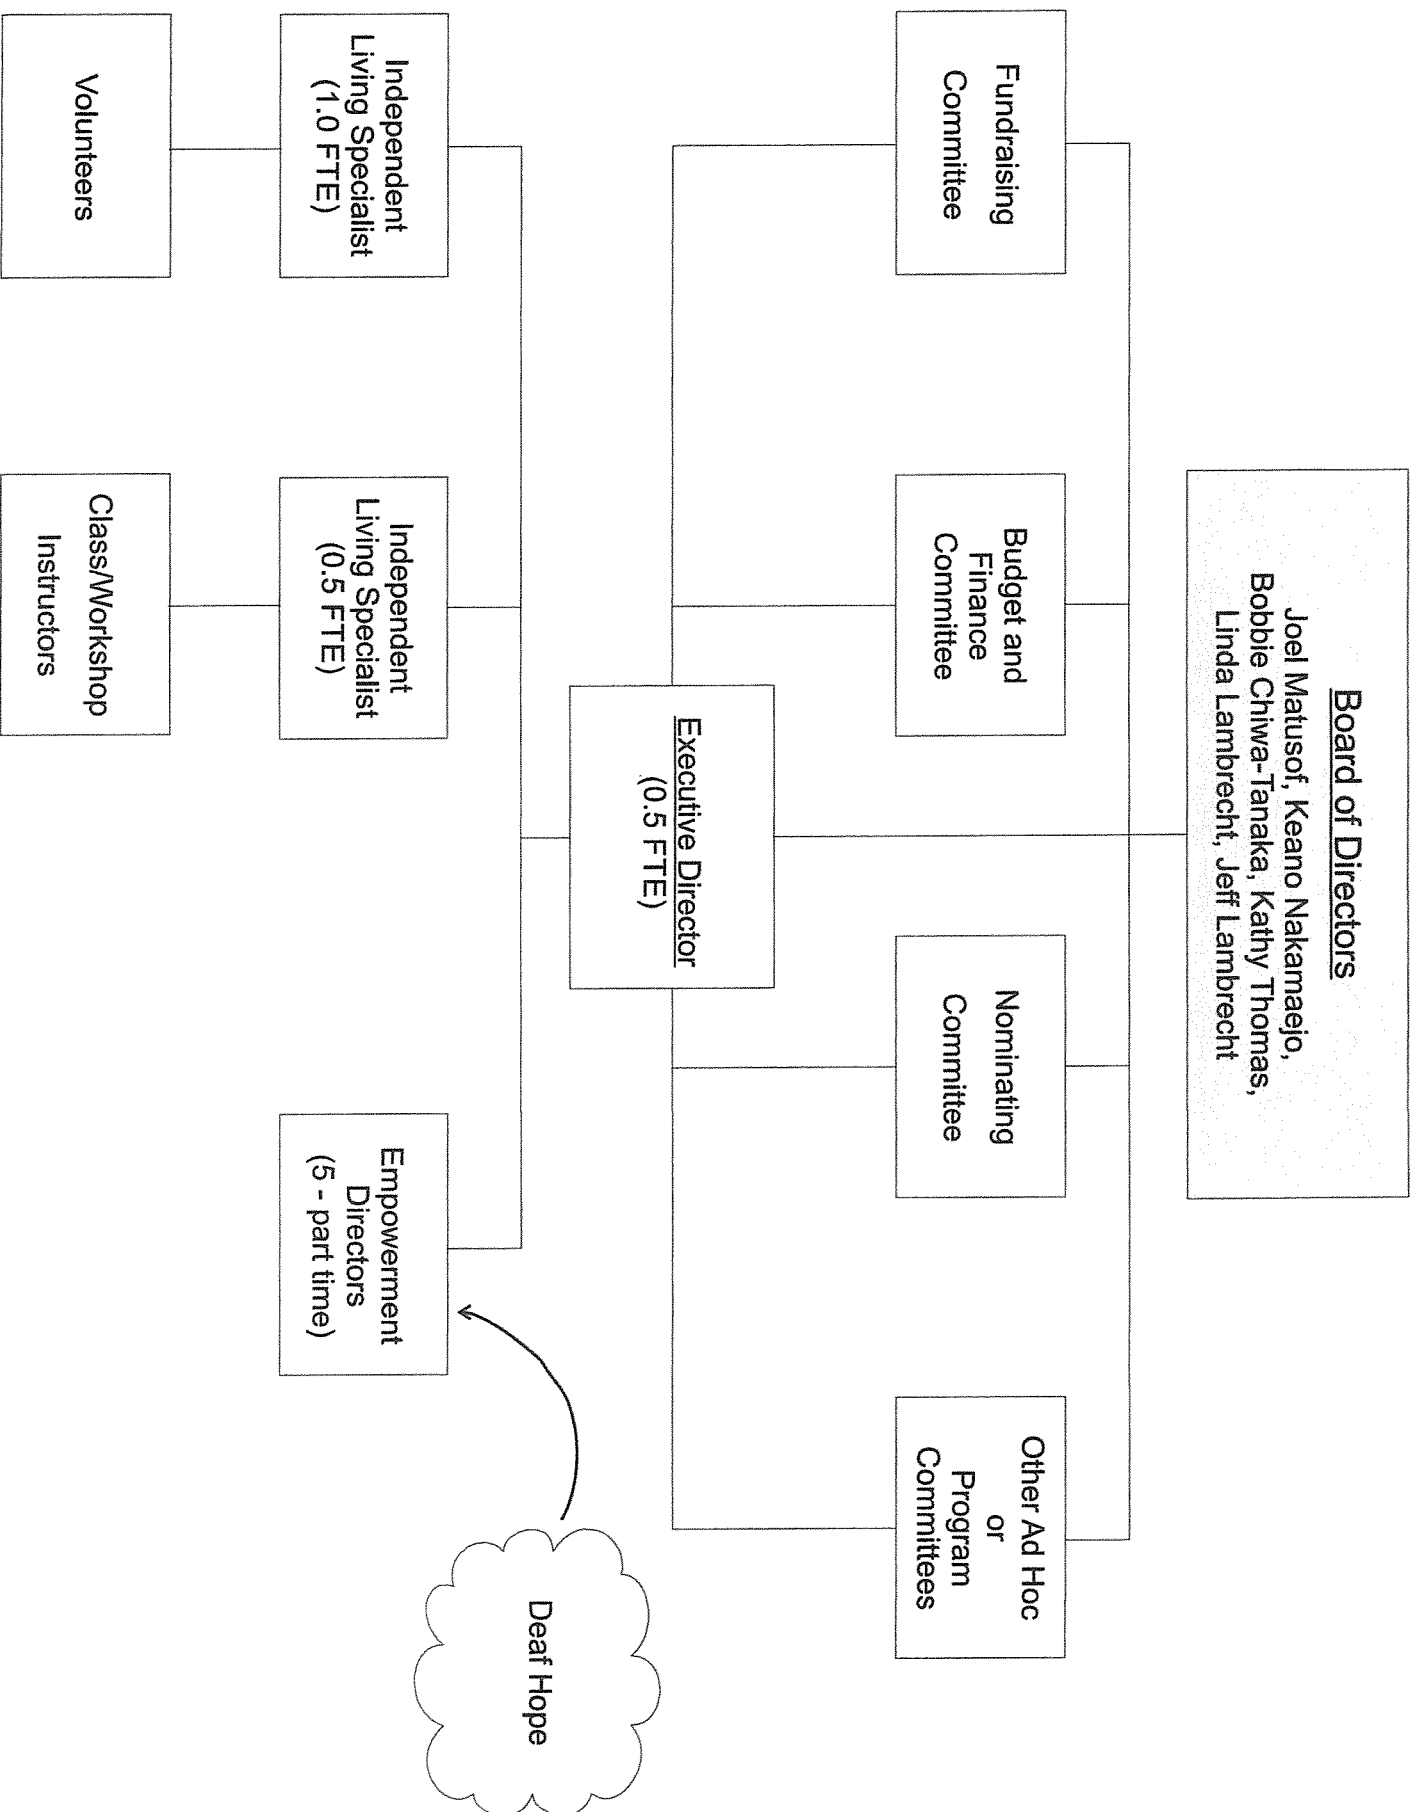 Board of Directors
Joel Matusof, Keano Nakamaejo,
Bobbie Chiwa-Tanaka, Kathy Thomas,
Linda Lambrecht, Jeff Lambrecht
Fundraising
Committee
Budget and
Finance
Committee
Nominating
Committee
Other Ad Hoc
or
Program
Committees
Executive Director
(0.5 FTE)
Independent
Living Specialist
(1.0 FTE)
Independent
Living Specialist
(0.5 FTE)
Empowerment
Directors
(5 - part time)
Deaf Hope
Volunteers
Class/Workshop
Instructors